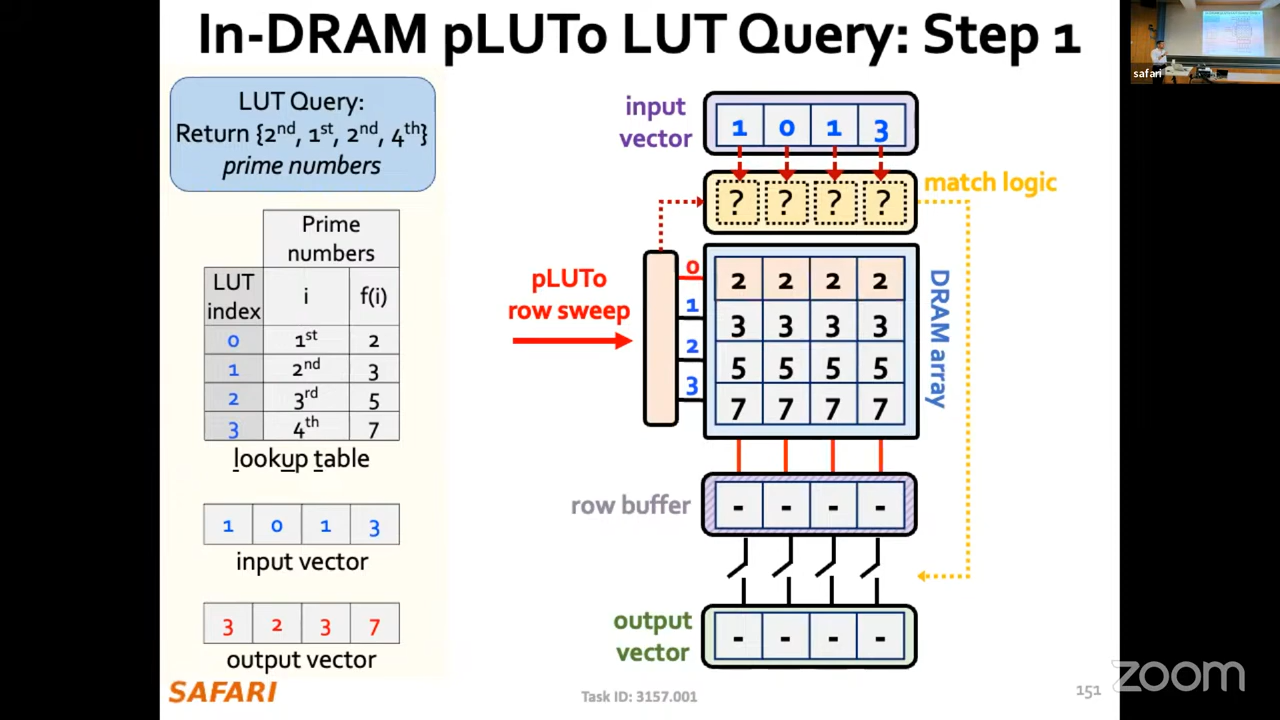 In-DRAM pLUTo LUT Query: Step 1
safari
LUT Query:
Return {2nd, 1st, 2nd, 4th}
prime numbers
Prime
numbers
LUT
index
i
f(i)
0 1st 2
1 2nd 3
2 3rd 5
3 4th 7
lookup table
1 0 1 3
input vector
3 2 3 7
output vector
input
vector
1 0 1 3
? ? ? ?
match logic
pLUTo
row sweep
0 2 2 2 2
1 3 3 3 3
2 5 5 5 5
3 7 7 7 7
DRAM array
row buffer
- - - -
output
vector
- - - -
SAFARI
Task ID: 3157.001
151
zoom